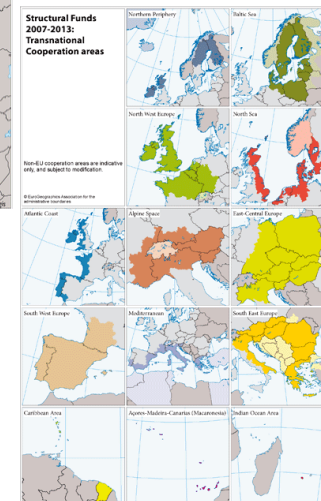 Structural Funds
2007-2013:
Transnational
Cooperation areas
Northern Periphery
Baltic Sea
North West Europe
North Sea
Non-EU cooperation areas are indicative
only, and subject to modification.
© EuroGeographics Association for the
administrative boundaries
Atlantic Coast
Alpine Space
East-Central Europe
South West Europe
Mediterranean
South East Europe
Caribbean Area
Açores-Madeira-Canarias (Macaronesia)
Indian Ocean Area